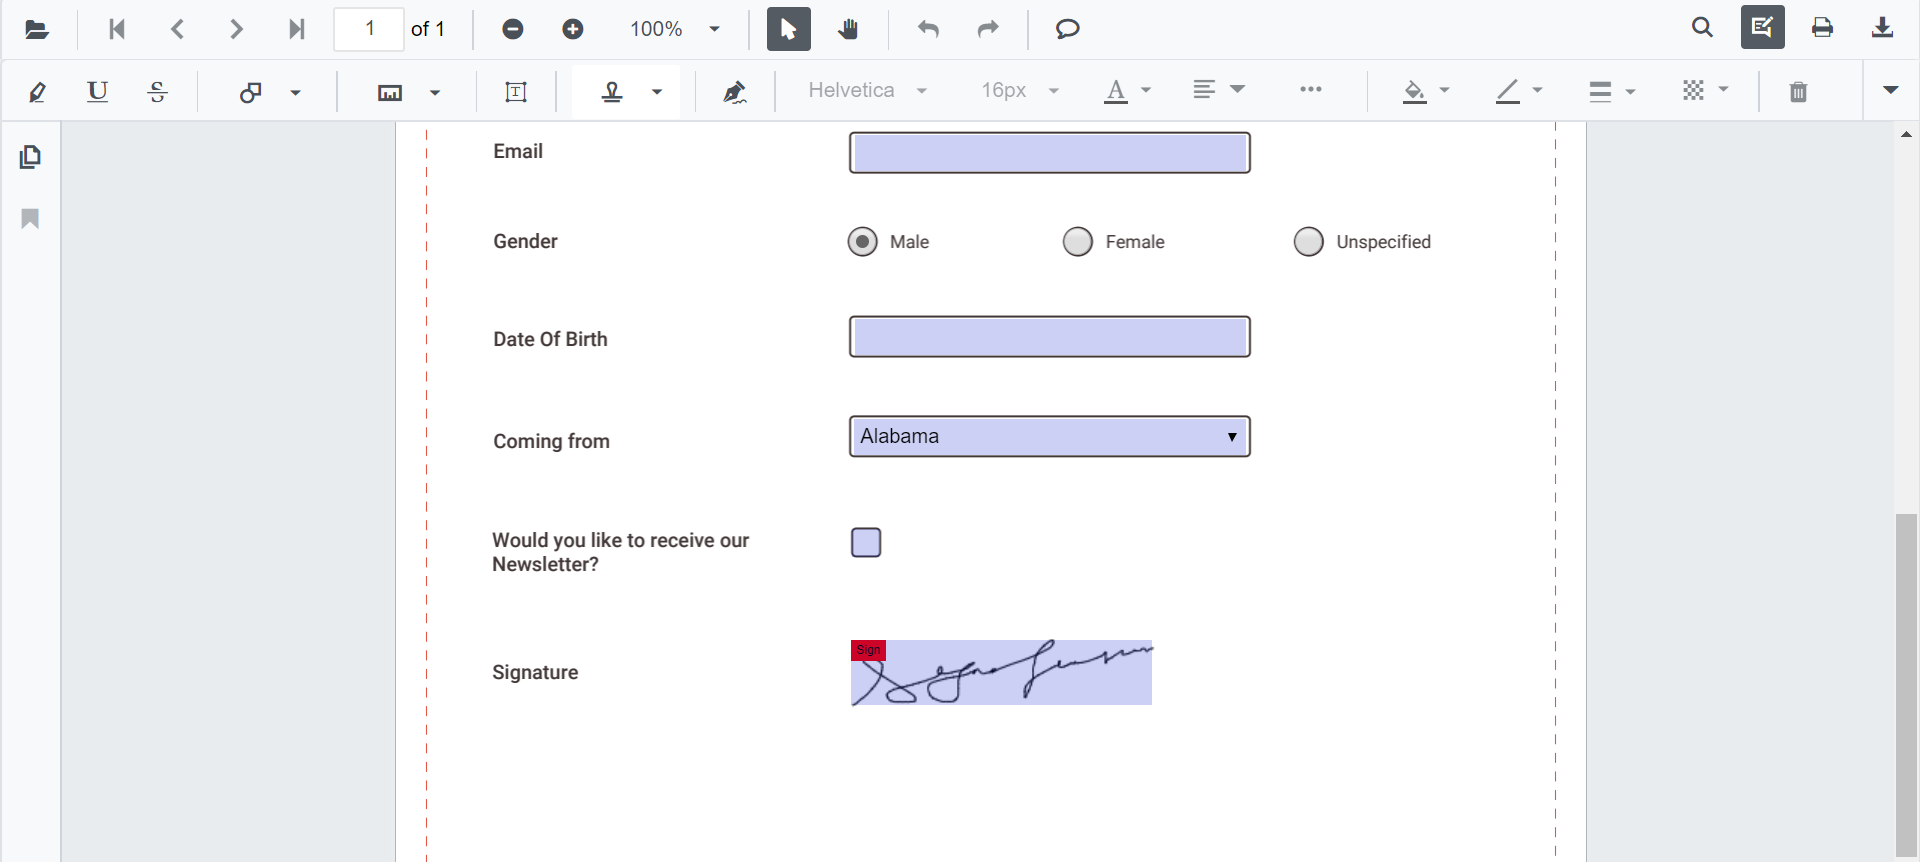 1 of 1 100%
U S T Helvetica 16px A
Email
Gender Male Female Unspecified
Date Of Birth
Coming from Alabama
Would you like to receive our
Newsletter?
Sign
Signature